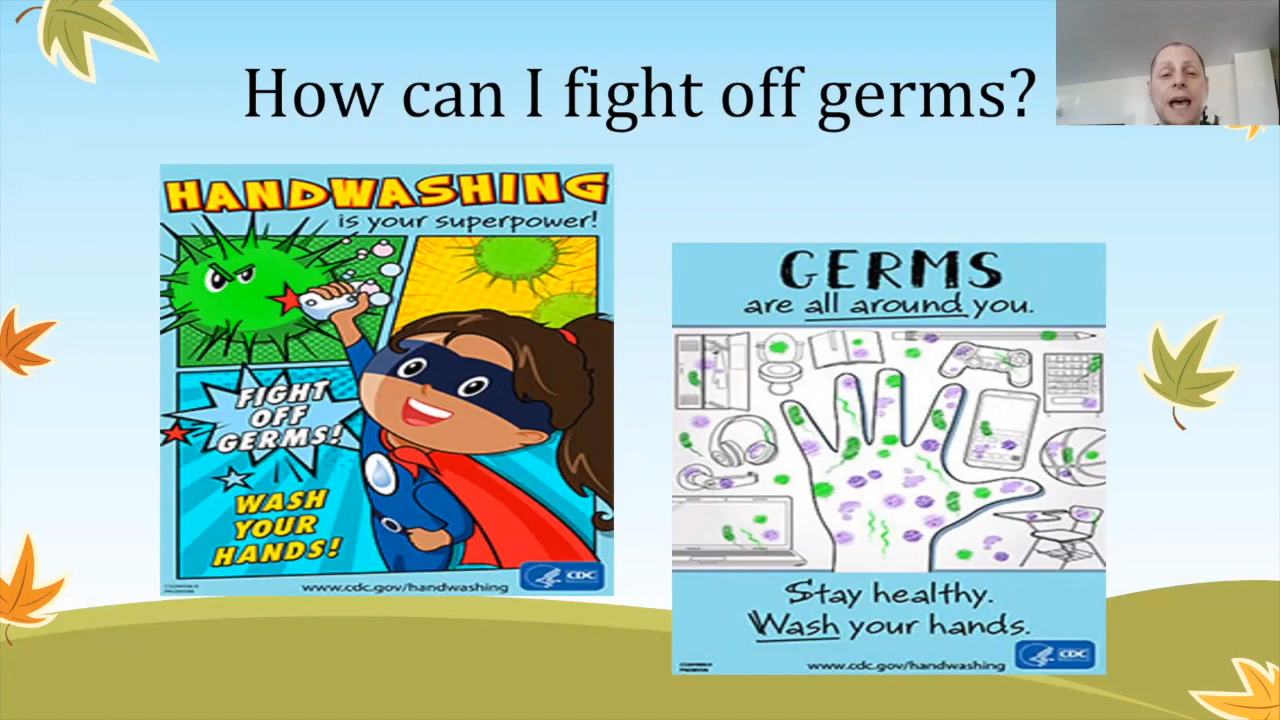 How can I fight off germs?
HANDWASHING
is your superpower!
FIGHT
OFF
GERMS!
WASH
YOUR
HANDS!
www.cdc.gov/handwashing
CDC
GERMS
are all around you.
Stay healthy.
Wash your hands.
www.cdc.gov/handwashing
CDC